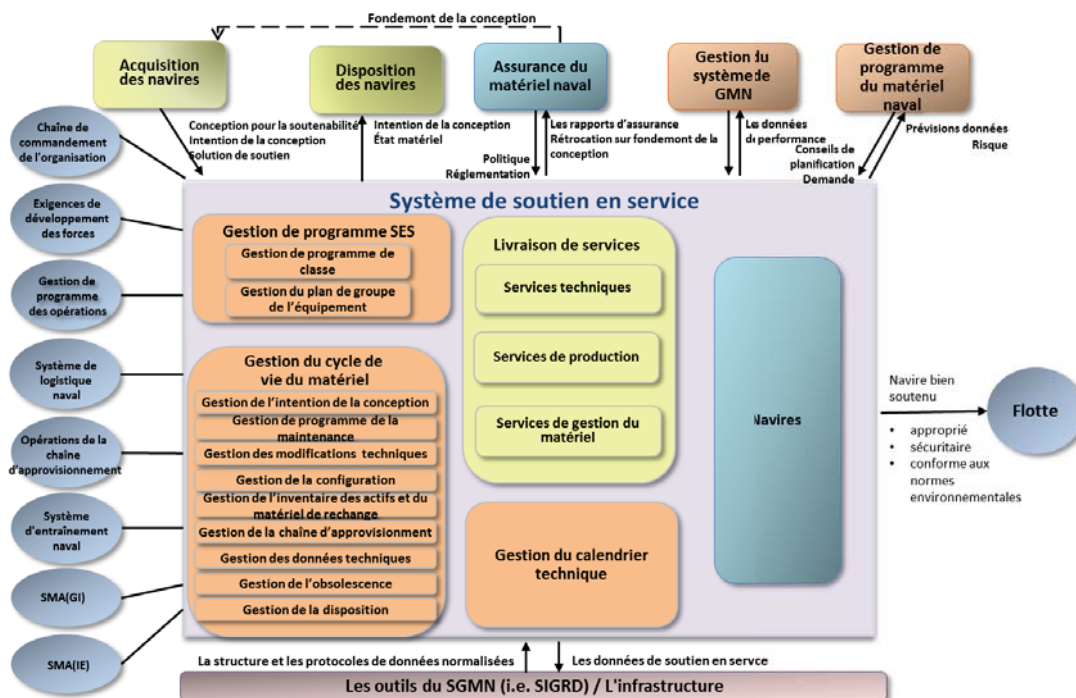 Fondement de la conception
Acquisition
des navires
Disposition
des navires
Assurance du
matériel naval
Gestion du
système de
GMN
Gestion de
programme
du matériel naval
Conception pour la soutenabilité
Intention de la conception
Solution de soutien
Intention de la conception
État matériel
Politique
Réglementation
Les rapports d'assurance
Rétrocation sur fondement de la
conception
Les données
de performance
Conseils de
planification
Demande
Prévisions données
Risque
Chaîne de
commandement
de l'organisation
Exigences de
développement
des forces
Gestion de
programme
des opérations
Système de
logistique
naval
Opérations de la
chaîne
d'approvisionnement
Système
d'entraînement
naval
SMA(GI)
SMA(IE)
Système de soutien en service
Gestion de programme SES
Gestion de programme de
classe
Gestion du plan de groupe
de l'équipement
Gestion du cycle de
vie du matériel
Gestion de l'intention de la conception
Gestion de programme de la
maintenance
Gestion des modifications techniques
Gestion de la configuration
Gestion de l'inventaire des actifs et du
matériel de rechange
Gestion de la chaîne d'approvisionment
Gestion des données techniques
Gestion de l'obsolescence
Gestion de la disposition
Livraison de services
Services techniques
Services de production
Services de gestion du
matériel
Gestion du calendrier
technique
Navires
Navire bien
soutenu
• approprié
• sécuritaire
• conforme aux
normes
environnementales
Flotte
La structure et les protocoles de données normalisées
Les données de soutien en servce
Les outils du SGMN (i.e. SIGRD) / L'infrastructure